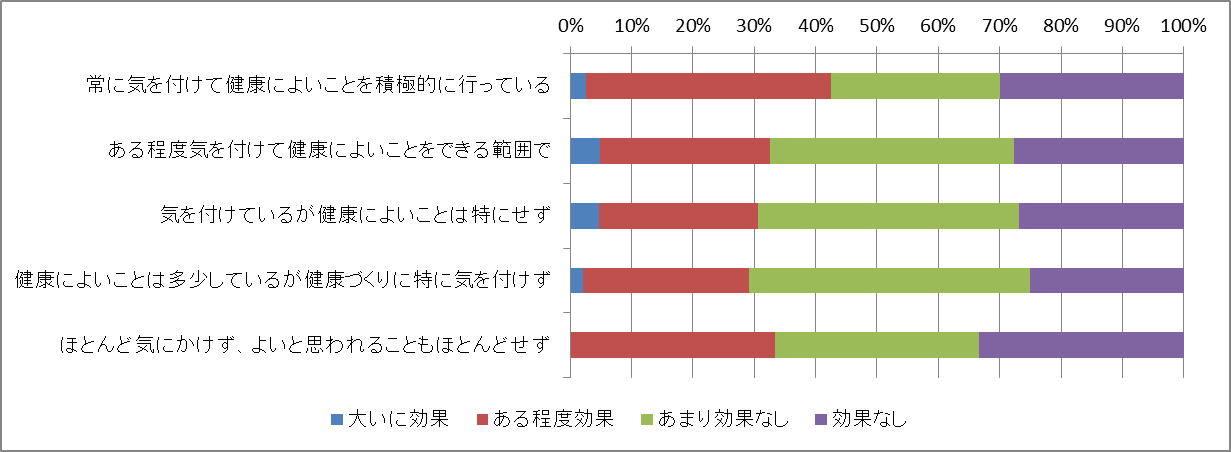 0% 10% 20% 30% 40% 50% 60% 70% 80% 90% 100%
常に気を付けて健康によいことを積極的に行っている
ある程度気を付けて健康によいことをできる範囲で
気を付けているが健康によいことは特にせず
健康によいことは多少しているが健康づくりに特に気を付けず
ほとんど気にかけず、よいと思われることもほとんどせず
大いに効果 ある程度効果 あまり効果なし 効果なし